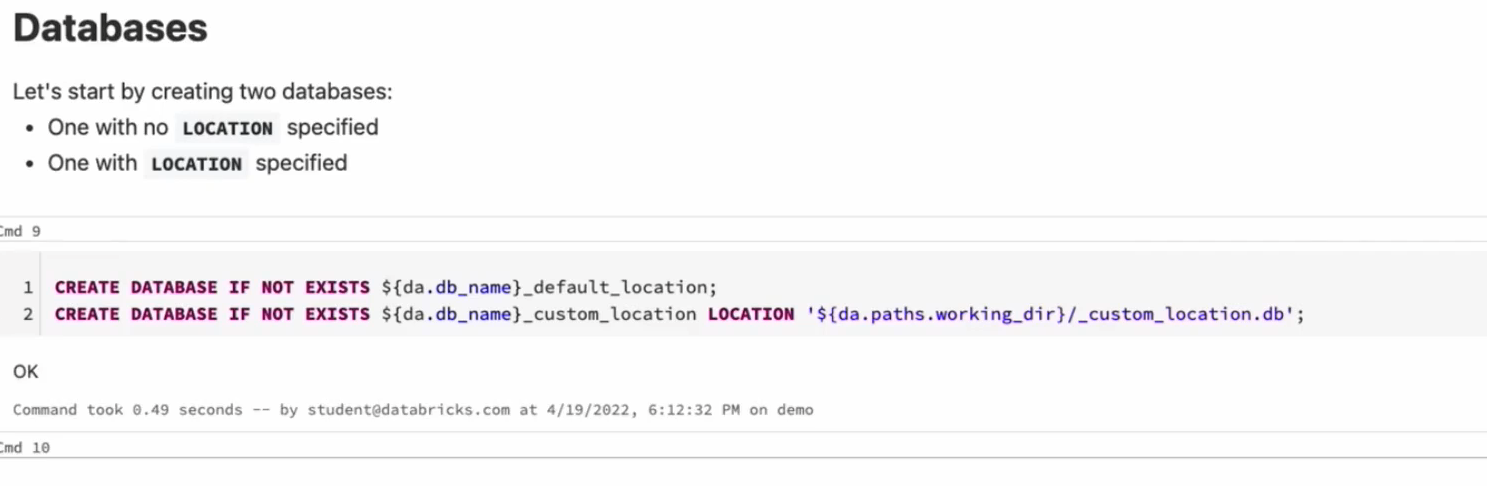 Databases
Let's start by creating two databases:
• One with no LOCATION specified
• One with LOCATION specified
Cmd 9
1 CREATE DATABASE IF NOT EXISTS ${da.db_name}_default_location;
2 CREATE DATABASE IF NOT EXISTS ${da.db_name}_custom_location LOCATION '${da.paths.working_dir}/_custom_location.db';
OK
Command took 0.49 seconds -- by student@databricks.com at 4/19/2022, 6:12:32 PM on demo
Cmd 10